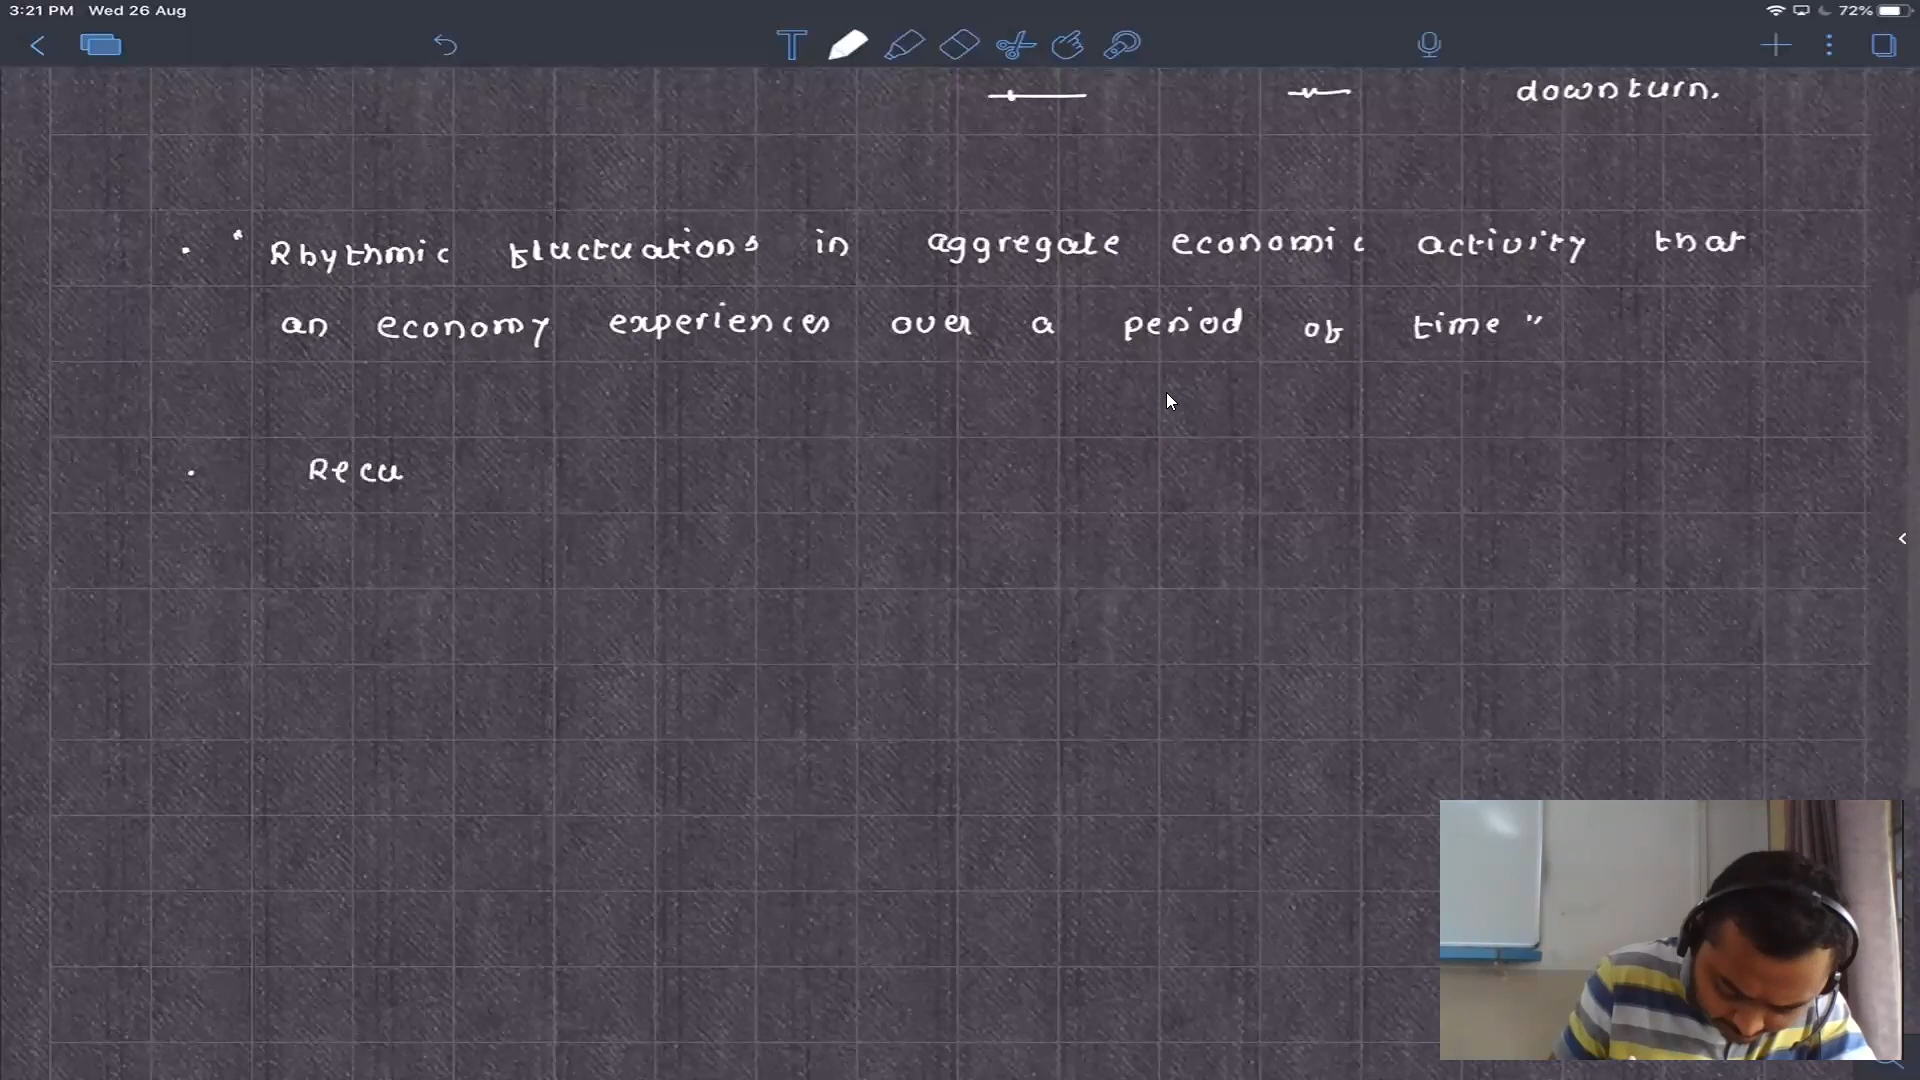 3:21 PM Wed 26 Aug
72%
T
downturn.
. " Rhythmic fluctuations in aggregate economic activity that
an economy experiences over a period of time "
. Recu